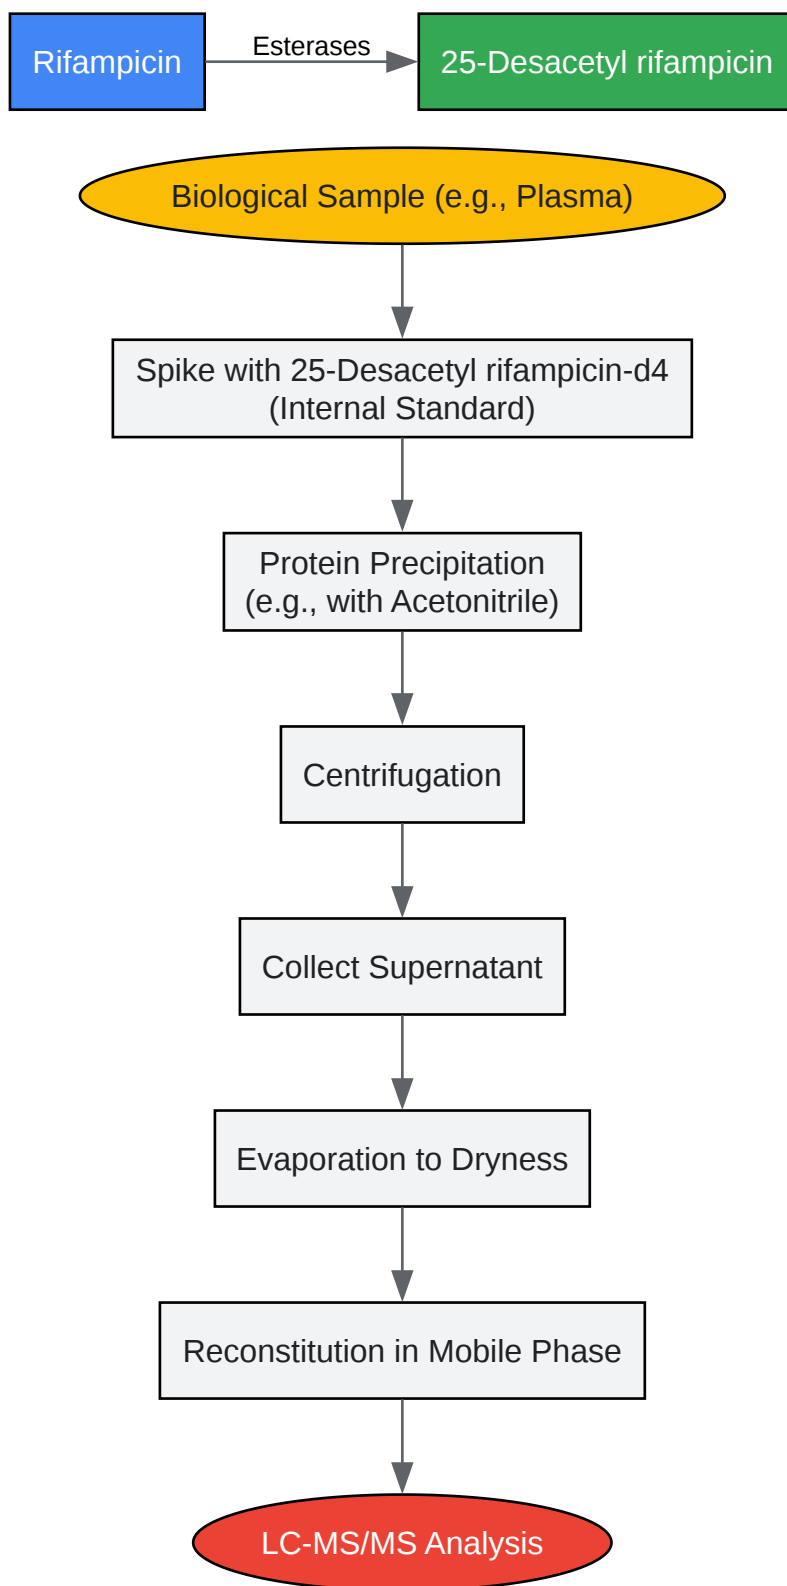 Rifampicin
Esterases
25-Desacetyl rifampicin
Biological Sample (e.g., Plasma)
Spike with 25-Desacetyl rifampicin-d4
(Internal Standard)
Protein Precipitation
(e.g., with Acetonitrile)
Centrifugation
Collect Supernatant
Evaporation to Dryness
Reconstitution in Mobile Phase
LC-MS/MS Analysis